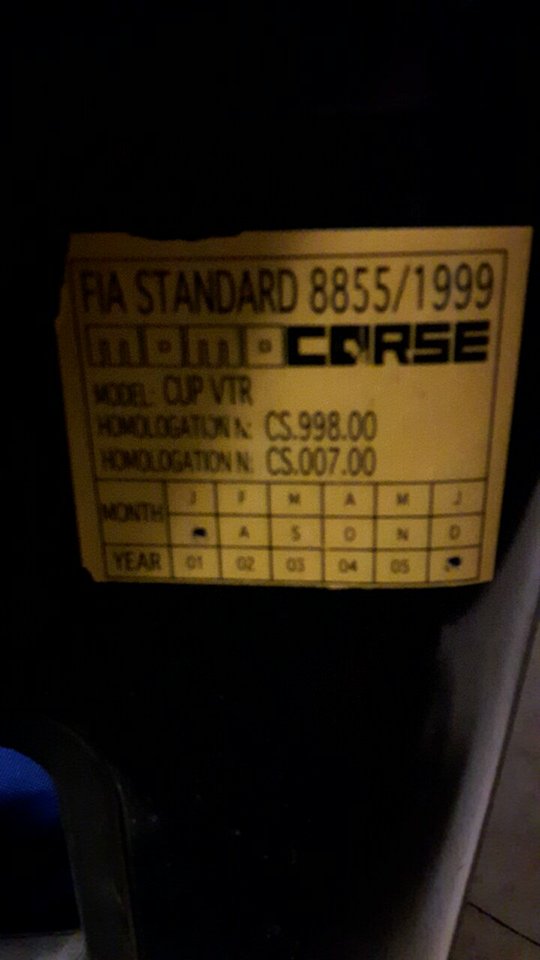 FIA STANDARD 8855/1999
momo CORSE
MODEL: CUP VTR
HOMOLOGATION N: CS.998.00
HOMOLOGATION N: CS.007.00
MONTH J F M A M J
A S O N D
YEAR 01 02 03 04 05